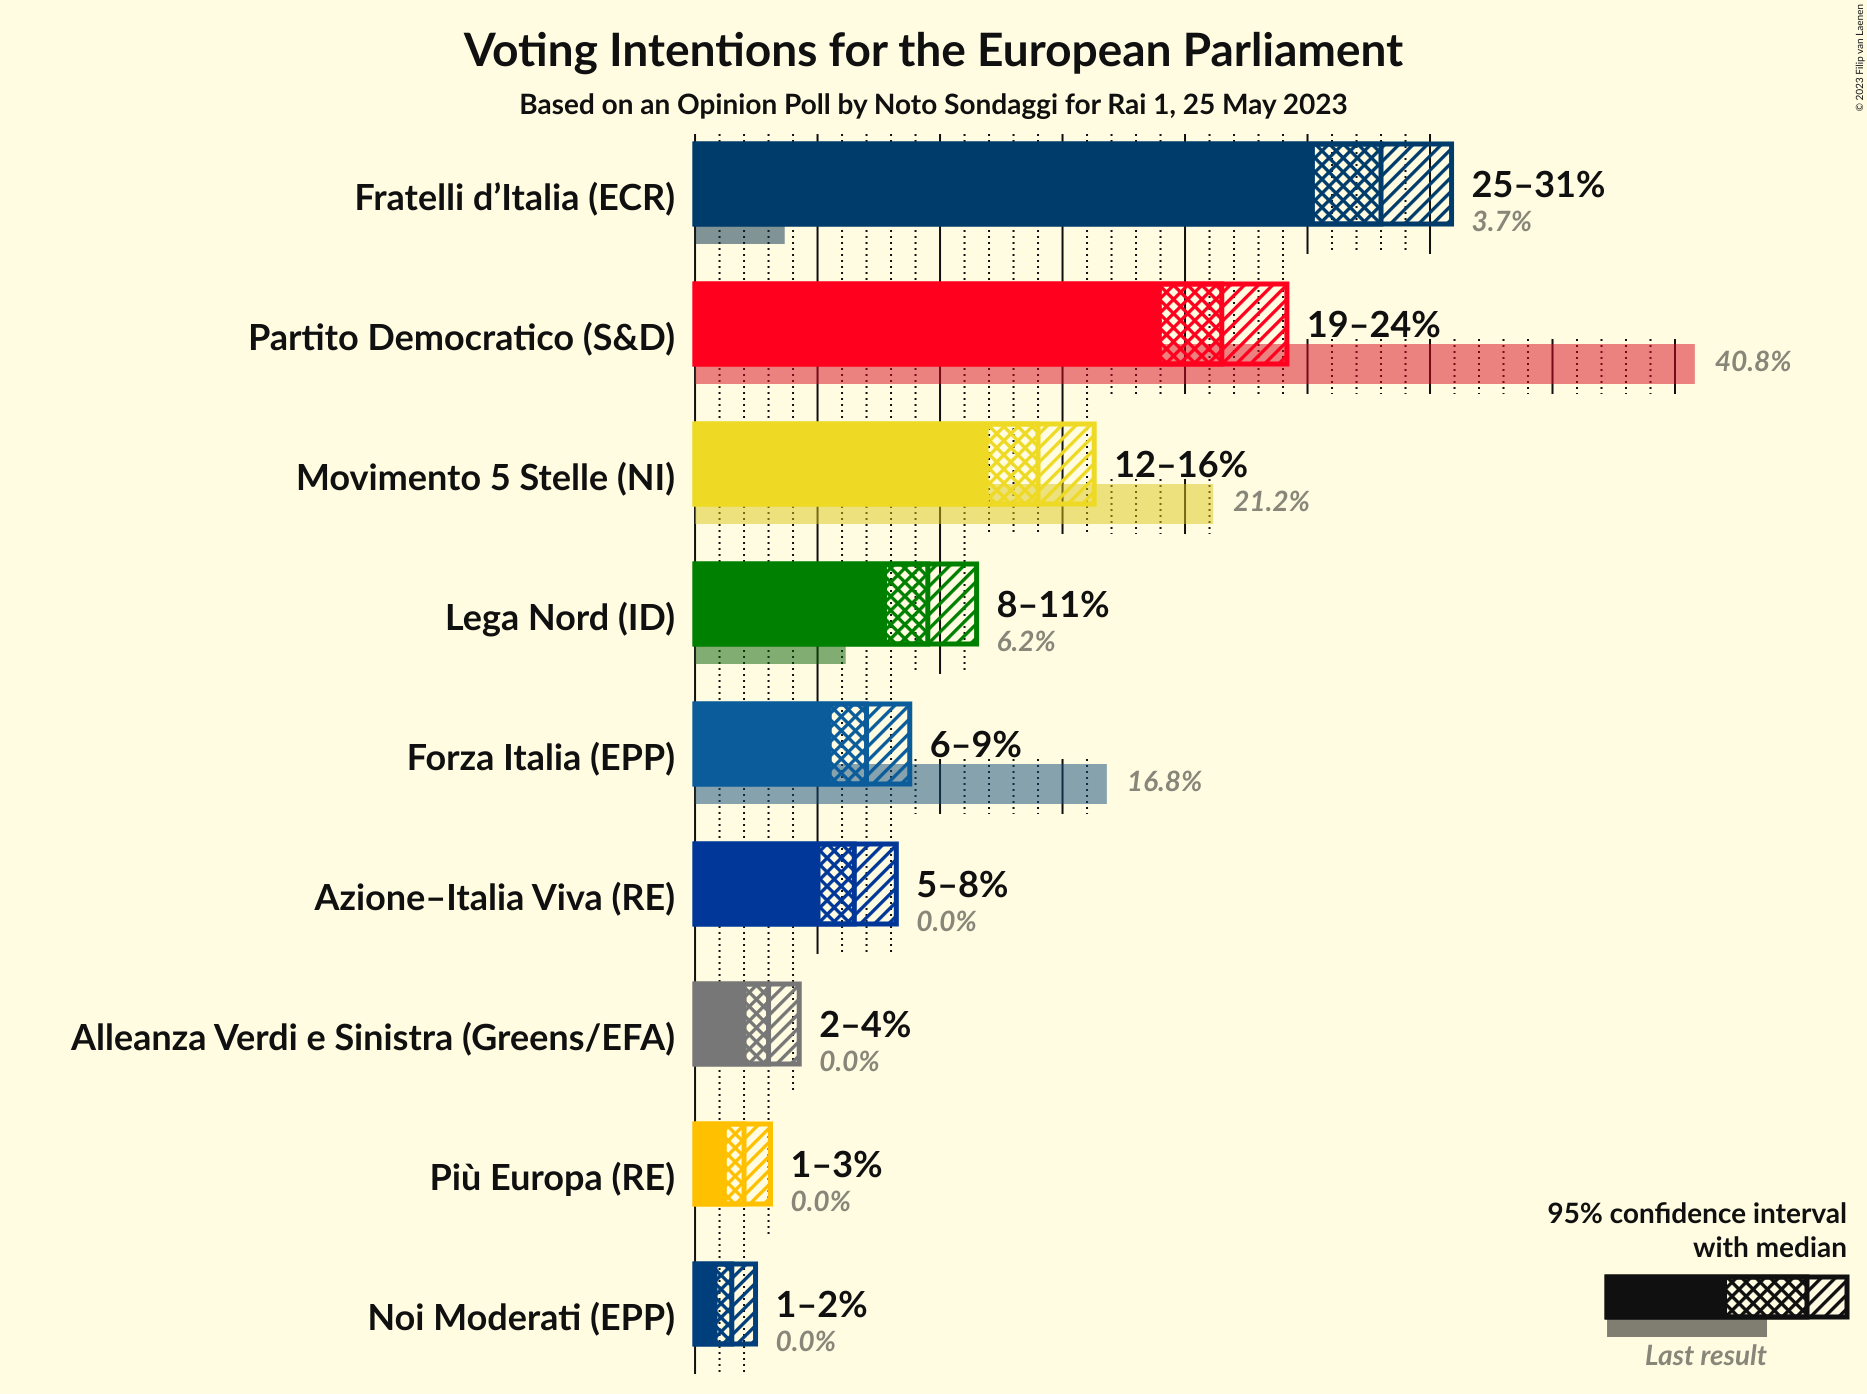 Voting Intentions for the European Parliament
Based on an Opinion Poll by Noto Sondaggi for Rai 1, 25 May 2023
© 2023 Filip van Laenen
Fratelli d’Italia (ECR)
25–31%
3.7%
Partito Democratico (S&D)
19–24%
40.8%
Movimento 5 Stelle (NI)
12–16%
21.2%
Lega Nord (ID)
8–11%
6.2%
Forza Italia (EPP)
6–9%
16.8%
Azione–Italia Viva (RE)
5–8%
0.0%
Alleanza Verdi e Sinistra (Greens/EFA)
2–4%
0.0%
Più Europa (RE)
1–3%
0.0%
Noi Moderati (EPP)
1–2%
0.0%
95% confidence interval
with median
Last result